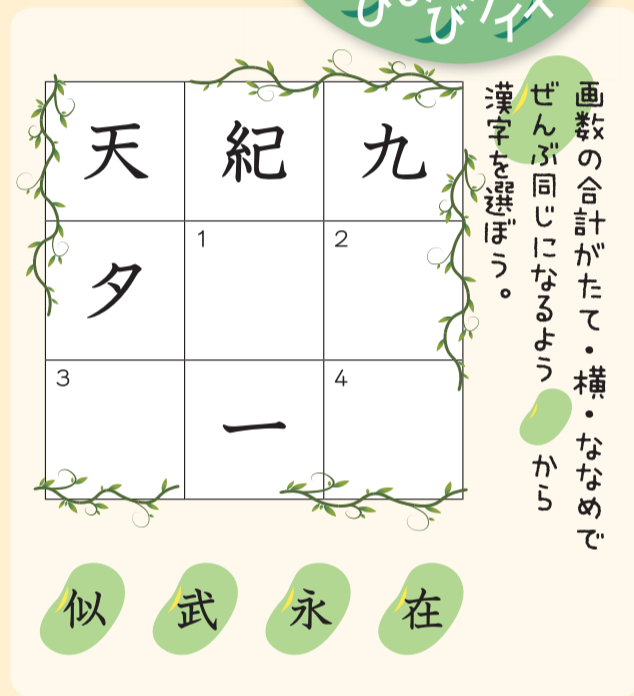 画数の合計がたて・横・ななめで
ぜんぶ同じになるよう から
漢字を選ぼう。
天 紀 九
夕 1 2
3 一 4
似 武 永 在